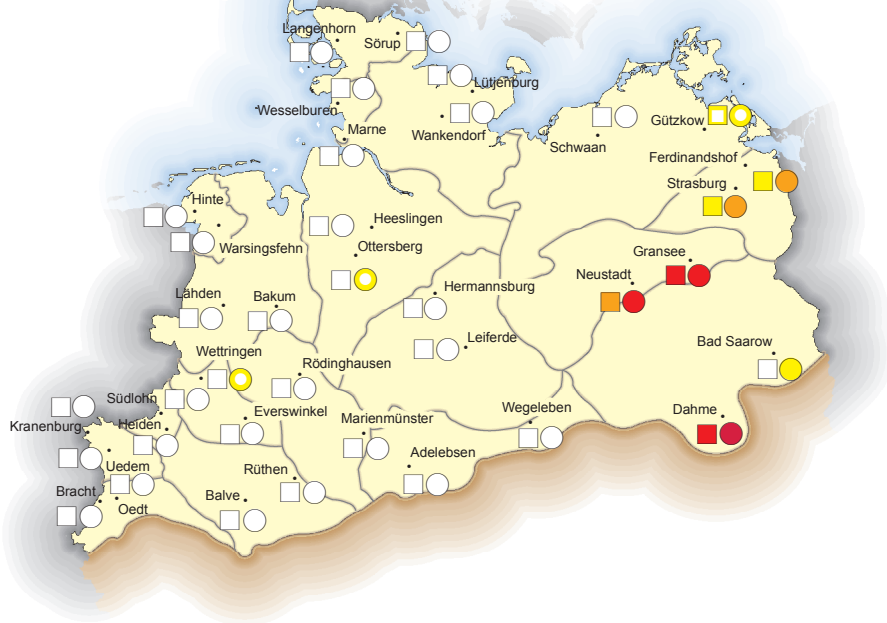 Langenhorn
Sörup
Lütjenburg
Wesselburen
Wankendorf
Gützkow
Marne
Schwaan
Ferdinandshof
Strasburg
Hinte
Heeslingen
Warsingsfehn
Ottersberg
Gransee
Neustadt
Hermannsburg
Lähden
Bakum
Leiferde
Bad Saarow
Wettringen
Rödinghausen
Südlohn
Everswinkel
Wegeleben
Dahme
Kranenburg
Heiden
Marienmünster
Adelebsen
Uedem
Rüthen
Bracht
Balve
Oedt